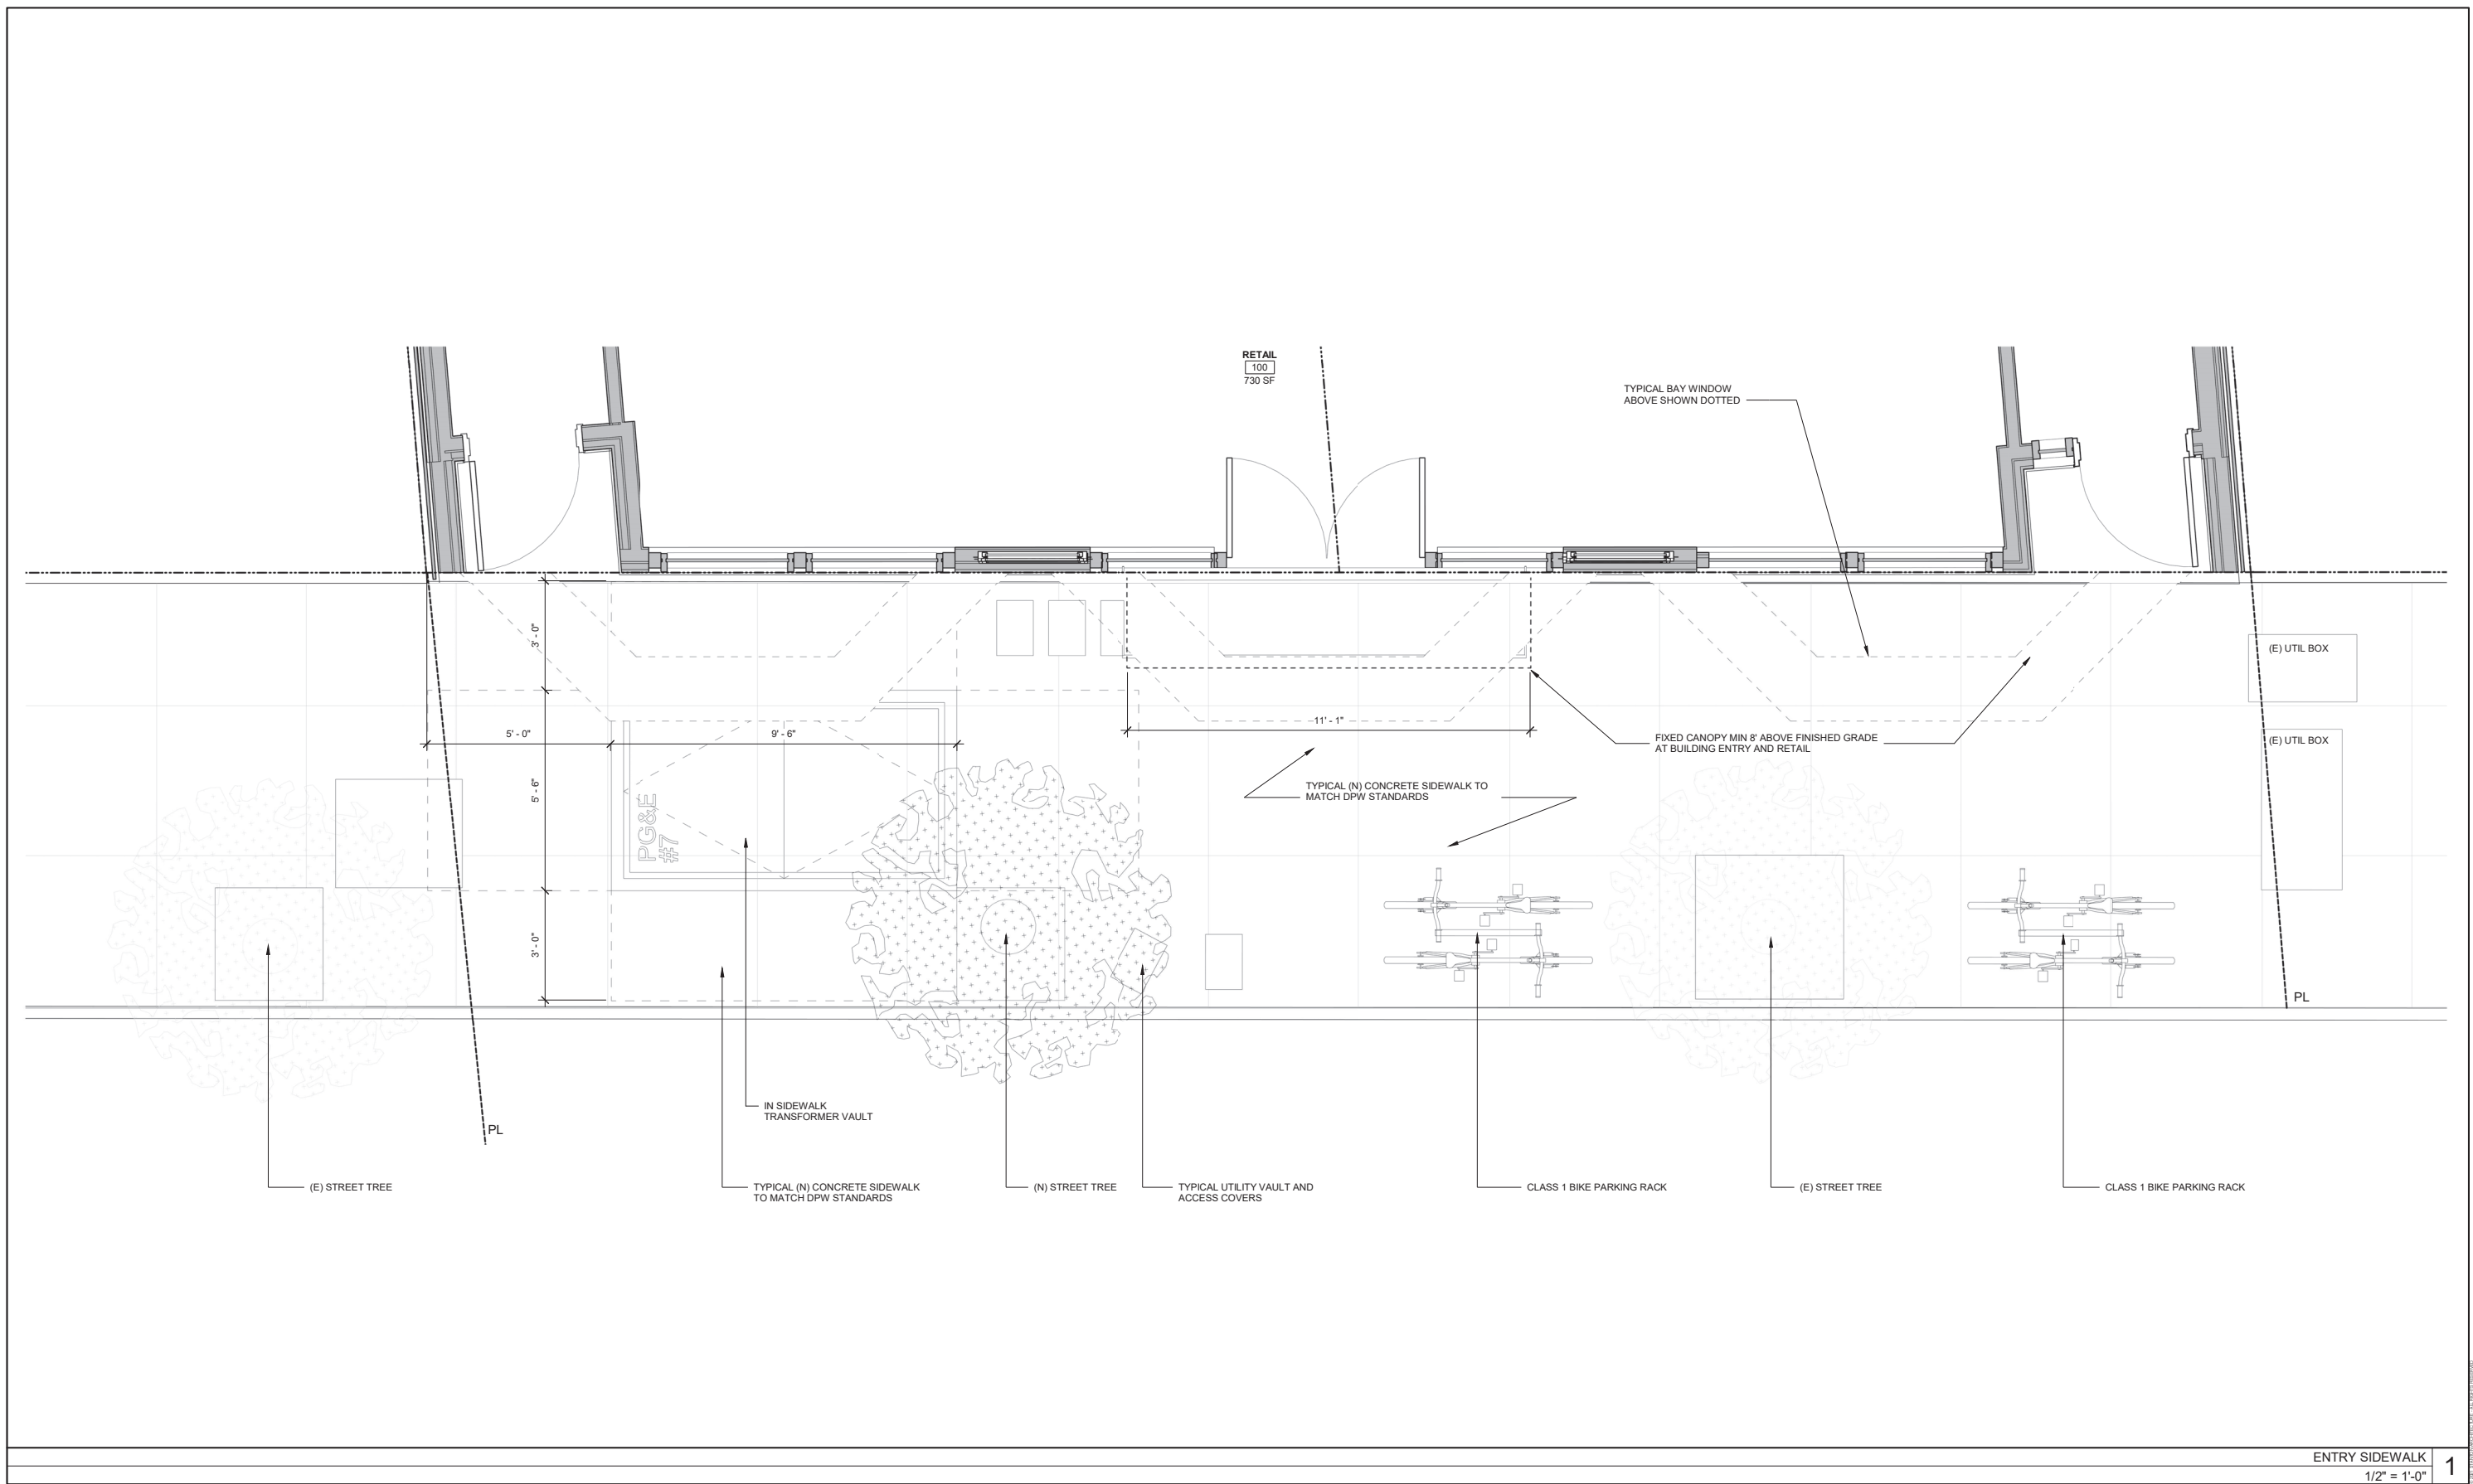 RETAIL
100
730 SF
TYPICAL BAY WINDOW
ABOVE SHOWN DOTTED
3' - 0"
(E) UTIL BOX
5' - 0"
9' - 6"
11' - 1"
FIXED CANOPY MIN 8' ABOVE FINISHED GRADE
AT BUILDING ENTRY AND RETAIL
(E) UTIL BOX
5' - 6"
PG&E
#7
TYPICAL (N) CONCRETE SIDEWALK TO
MATCH DPW STANDARDS
3' - 0"
PL
IN SIDEWALK
TRANSFORMER VAULT
PL
(E) STREET TREE
TYPICAL (N) CONCRETE SIDEWALK
TO MATCH DPW STANDARDS
(N) STREET TREE
TYPICAL UTILITY VAULT AND
ACCESS COVERS
CLASS 1 BIKE PARKING RACK
(E) STREET TREE
CLASS 1 BIKE PARKING RACK
ENTRY SIDEWALK
1/2" = 1'-0"
1